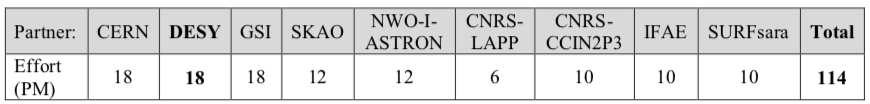 Partner: CERN DESY GSI SKAO NWO-I-ASTRON CNRS-LAPP CNRS-CCIN2P3 IFAE SURFsara Total
Effort (PM) 18 18 18 12 12 6 10 10 10 114